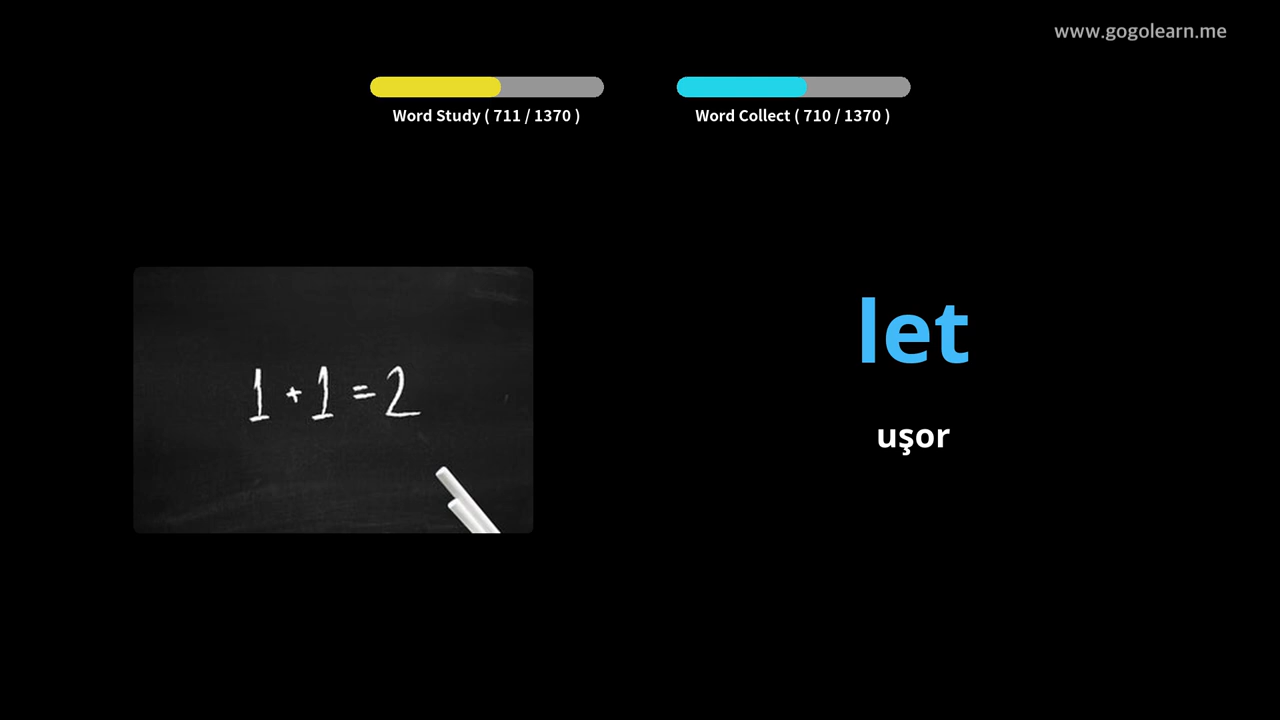 www.gogolearn.me
Word Study ( 711 / 1370 )
Word Collect ( 710 / 1370 )
1 + 1 = 2
let
uşor